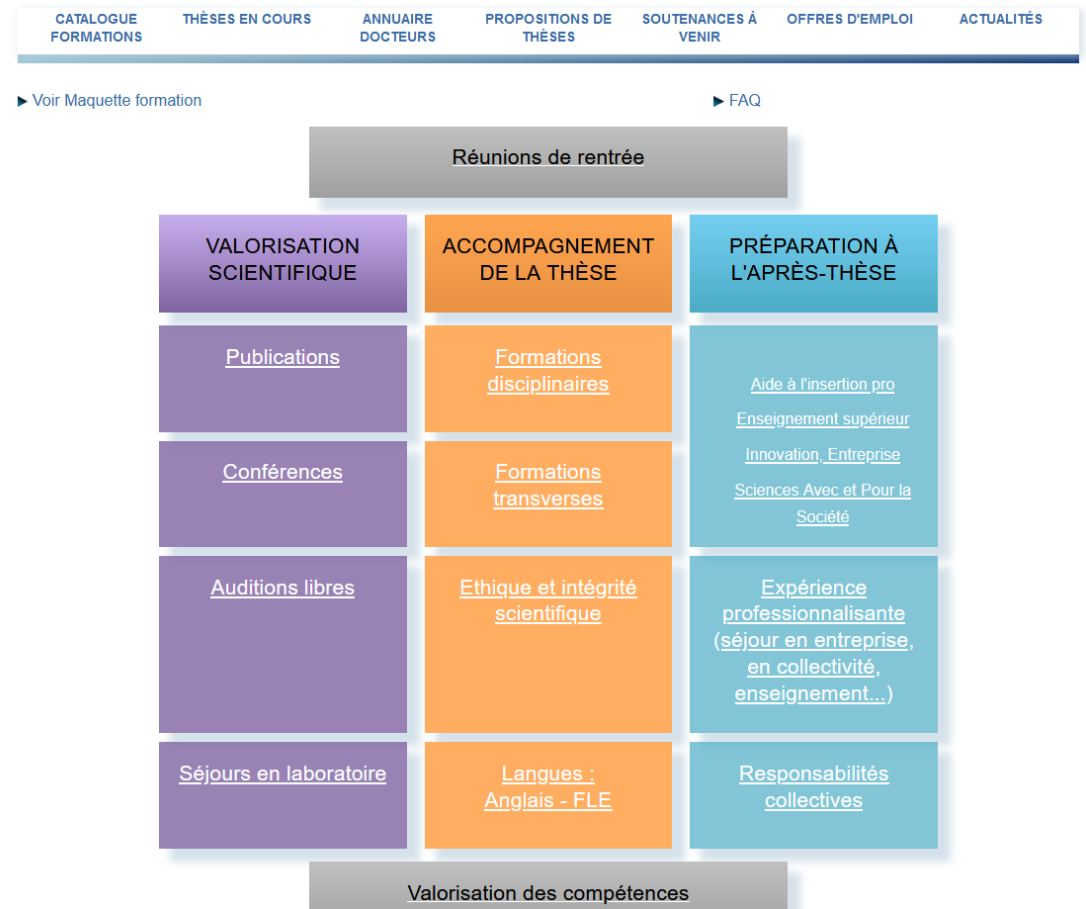 CATALOGUE FORMATIONS
THÈSES EN COURS
ANNUAIRE DOCTEURS
PROPOSITIONS DE THÈSES
SOUTENANCES À VENIR
OFFRES D'EMPLOI
ACTUALITÉS
Voir Maquette formation
FAQ
Réunions de rentrée
VALORISATION
SCIENTIFIQUE
ACCOMPAGNEMENT
DE LA THÈSE
PRÉPARATION À
L'APRÈS-THÈSE
Publications
Formations
disciplinaires
Aide à l'insertion pro
Enseignement supérieur
Innovation, Entreprise
Sciences Avec et Pour la
Société
Conférences
Formations
transverses
Auditions libres
Ethique et intégrité
scientifique
Expérience
professionnalisante
(séjour en entreprise,
en collectivité,
enseignement...)
Séjours en laboratoire
Langues :
Anglais - FLE
Responsabilités
collectives
Valorisation des compétences